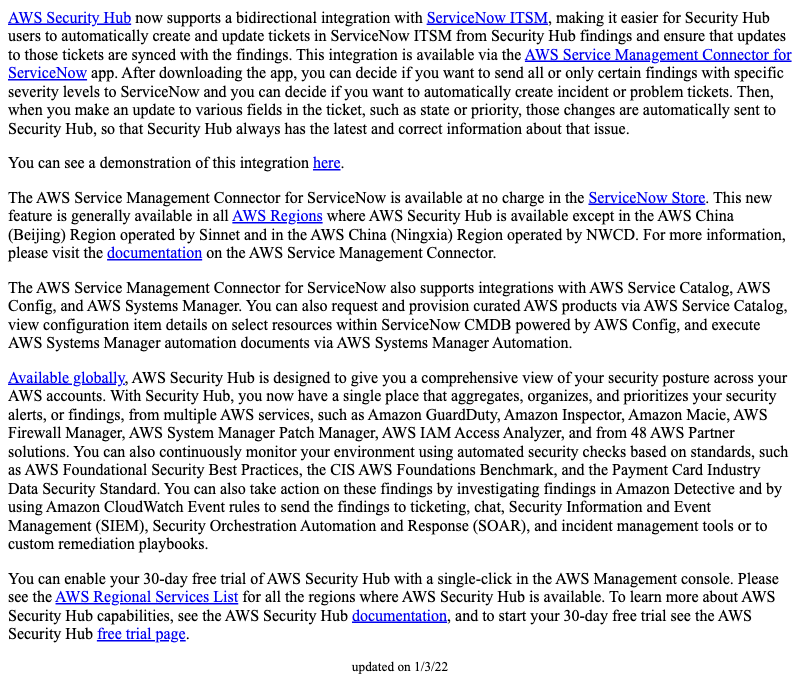 AWS Security Hub now supports a bidirectional integration with ServiceNow ITSM, making it easier for Security Hub
users to automatically create and update tickets in ServiceNow ITSM from Security Hub findings and ensure that updates
to those tickets are synced with the findings. This integration is available via the AWS Service Management Connector for
ServiceNow app. After downloading the app, you can decide if you want to send all or only certain findings with specific
severity levels to ServiceNow and you can decide if you want to automatically create incident or problem tickets. Then,
when you make an update to various fields in the ticket, such as state or priority, those changes are automatically sent to
Security Hub, so that Security Hub always has the latest and correct information about that issue.
You can see a demonstration of this integration here.
The AWS Service Management Connector for ServiceNow is available at no charge in the ServiceNow Store. This new
feature is generally available in all AWS Regions where AWS Security Hub is available except in the AWS China
(Beijing) Region operated by Sinnet and in the AWS China (Ningxia) Region operated by NWCD. For more information,
please visit the documentation on the AWS Service Management Connector.
The AWS Service Management Connector for ServiceNow also supports integrations with AWS Service Catalog, AWS
Config, and AWS Systems Manager. You can also request and provision curated AWS products via AWS Service Catalog,
view configuration item details on select resources within ServiceNow CMDB powered by AWS Config, and execute
AWS Systems Manager automation documents via AWS Systems Manager Automation.
Available globally, AWS Security Hub is designed to give you a comprehensive view of your security posture across your
AWS accounts. With Security Hub, you now have a single place that aggregates, organizes, and prioritizes your security
alerts, or findings, from multiple AWS services, such as Amazon GuardDuty, Amazon Inspector, Amazon Macie, AWS
Firewall Manager, AWS System Manager Patch Manager, AWS IAM Access Analyzer, and from 48 AWS Partner
solutions. You can also continuously monitor your environment using automated security checks based on standards, such
as AWS Foundational Security Best Practices, the CIS AWS Foundations Benchmark, and the Payment Card Industry
Data Security Standard. You can also take action on these findings by investigating findings in Amazon Detective and by
using Amazon CloudWatch Event rules to send the findings to ticketing, chat, Security Information and Event
Management (SIEM), Security Orchestration Automation and Response (SOAR), and incident management tools or to
custom remediation playbooks.
You can enable your 30-day free trial of AWS Security Hub with a single-click in the AWS Management console. Please
see the AWS Regional Services List for all the regions where AWS Security Hub is available. To learn more about AWS
Security Hub capabilities, see the AWS Security Hub documentation, and to start your 30-day free trial see the AWS
Security Hub free trial page.
updated on 1/3/22